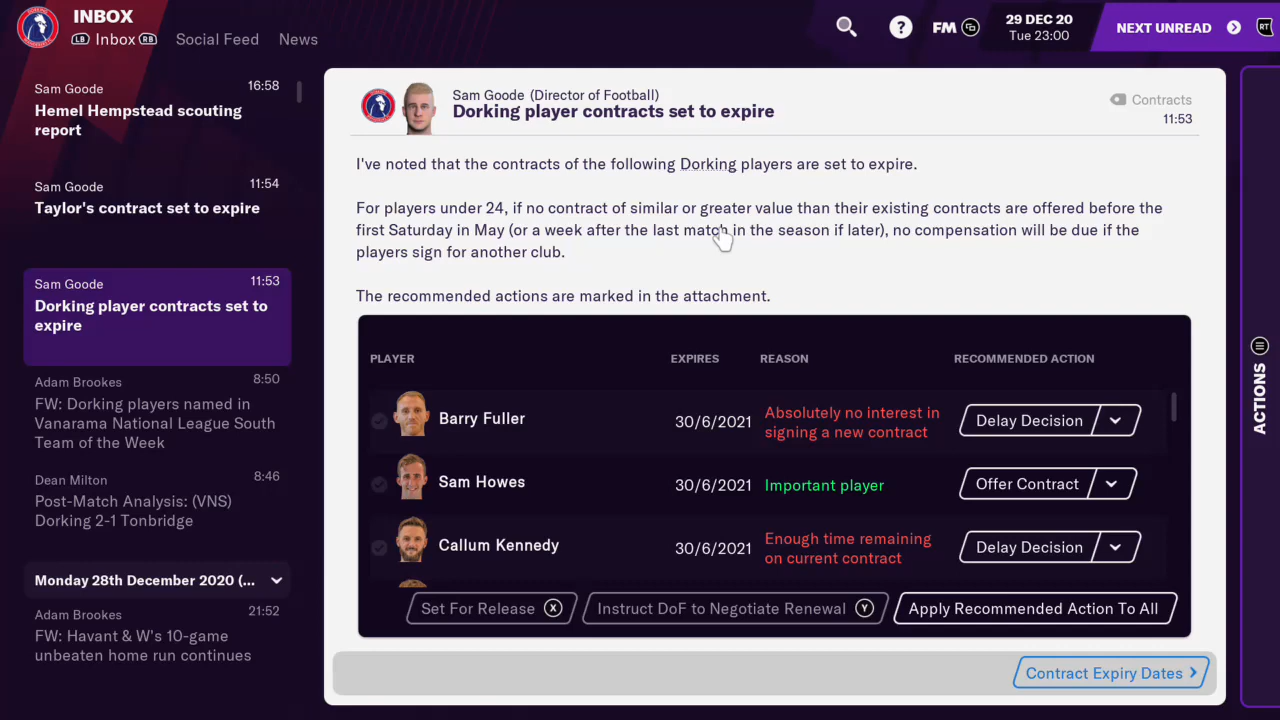 INBOX
LB Inbox RB
Social Feed
News
FM
29 DEC 20
Tue 23:00
NEXT UNREAD
RT
Sam Goode
16:58
Hemel Hempstead scouting
report
Sam Goode
11:54
Taylor's contract set to expire
Sam Goode
11:53
Dorking player contracts set to
expire
Adam Brookes
8:50
FW: Dorking players named in
Vanarama National League South
Team of the Week
Dean Milton
8:46
Post-Match Analysis: (VNS)
Dorking 2-1 Tonbridge
Monday 28th December 2020 (...
Adam Brookes
21:52
FW: Havant & W's 10-game
unbeaten home run continues
Sam Goode (Director of Football)
Dorking player contracts set to expire
Contracts
11:53
I've noted that the contracts of the following Dorking players are set to expire.
For players under 24, if no contract of similar or greater value than their existing contracts are offered before the
first Saturday in May (or a week after the last match in the season if later), no compensation will be due if the
players sign for another club.
The recommended actions are marked in the attachment.
PLAYER
EXPIRES
REASON
RECOMMENDED ACTION
Barry Fuller
30/6/2021
Absolutely no interest in
signing a new contract
Delay Decision
Sam Howes
30/6/2021
Important player
Offer Contract
Callum Kennedy
30/6/2021
Enough time remaining
on current contract
Delay Decision
Set For Release X
Instruct DoF to Negotiate Renewal Y
Apply Recommended Action To All
Contract Expiry Dates
ACTIONS